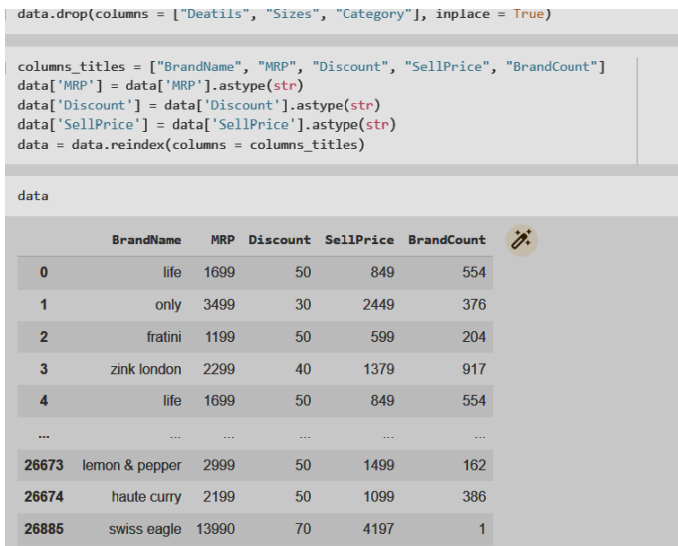 data.drop(columns = ["Deatils", "Sizes", "Category"], inplace = True)
columns_titles = ["BrandName", "MRP", "Discount", "SellPrice", "BrandCount"]
data['MRP'] = data['MRP'].astype(str)
data['Discount'] = data['Discount'].astype(str)
data['SellPrice'] = data['SellPrice'].astype(str)
data = data.reindex(columns = columns_titles)
data
BrandName MRP Discount SellPrice BrandCount
0 life 1699 50 849 554
1 only 3499 30 2449 376
2 fratini 1199 50 599 204
3 zink london 2299 40 1379 917
4 life 1699 50 849 554
... ... ... ... ... ...
26673 lemon & pepper 2999 50 1499 162
26674 haute curry 2199 50 1099 386
26885 swiss eagle 13990 70 4197 1